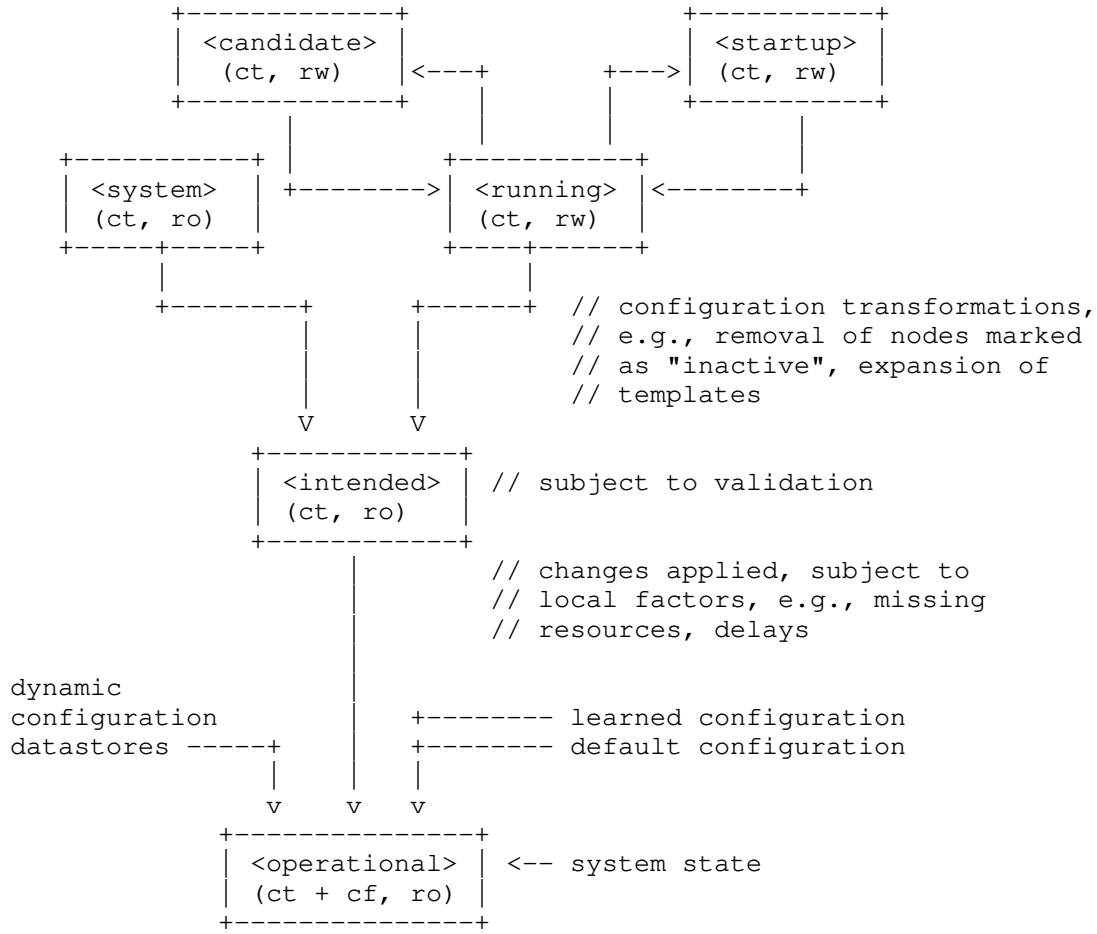 <candidate>
(ct, rw)
<startup>
(ct, rw)
<system>
(ct, ro)
<running>
(ct, rw)
// configuration transformations,
// e.g., removal of nodes marked
// as "inactive", expansion of
// templates
<intended>
(ct, ro)
// subject to validation
// changes applied, subject to
// local factors, e.g., missing
// resources, delays
dynamic
configuration
datastores
learned configuration
default configuration
<operational>
(ct + cf, ro)
<-- system state